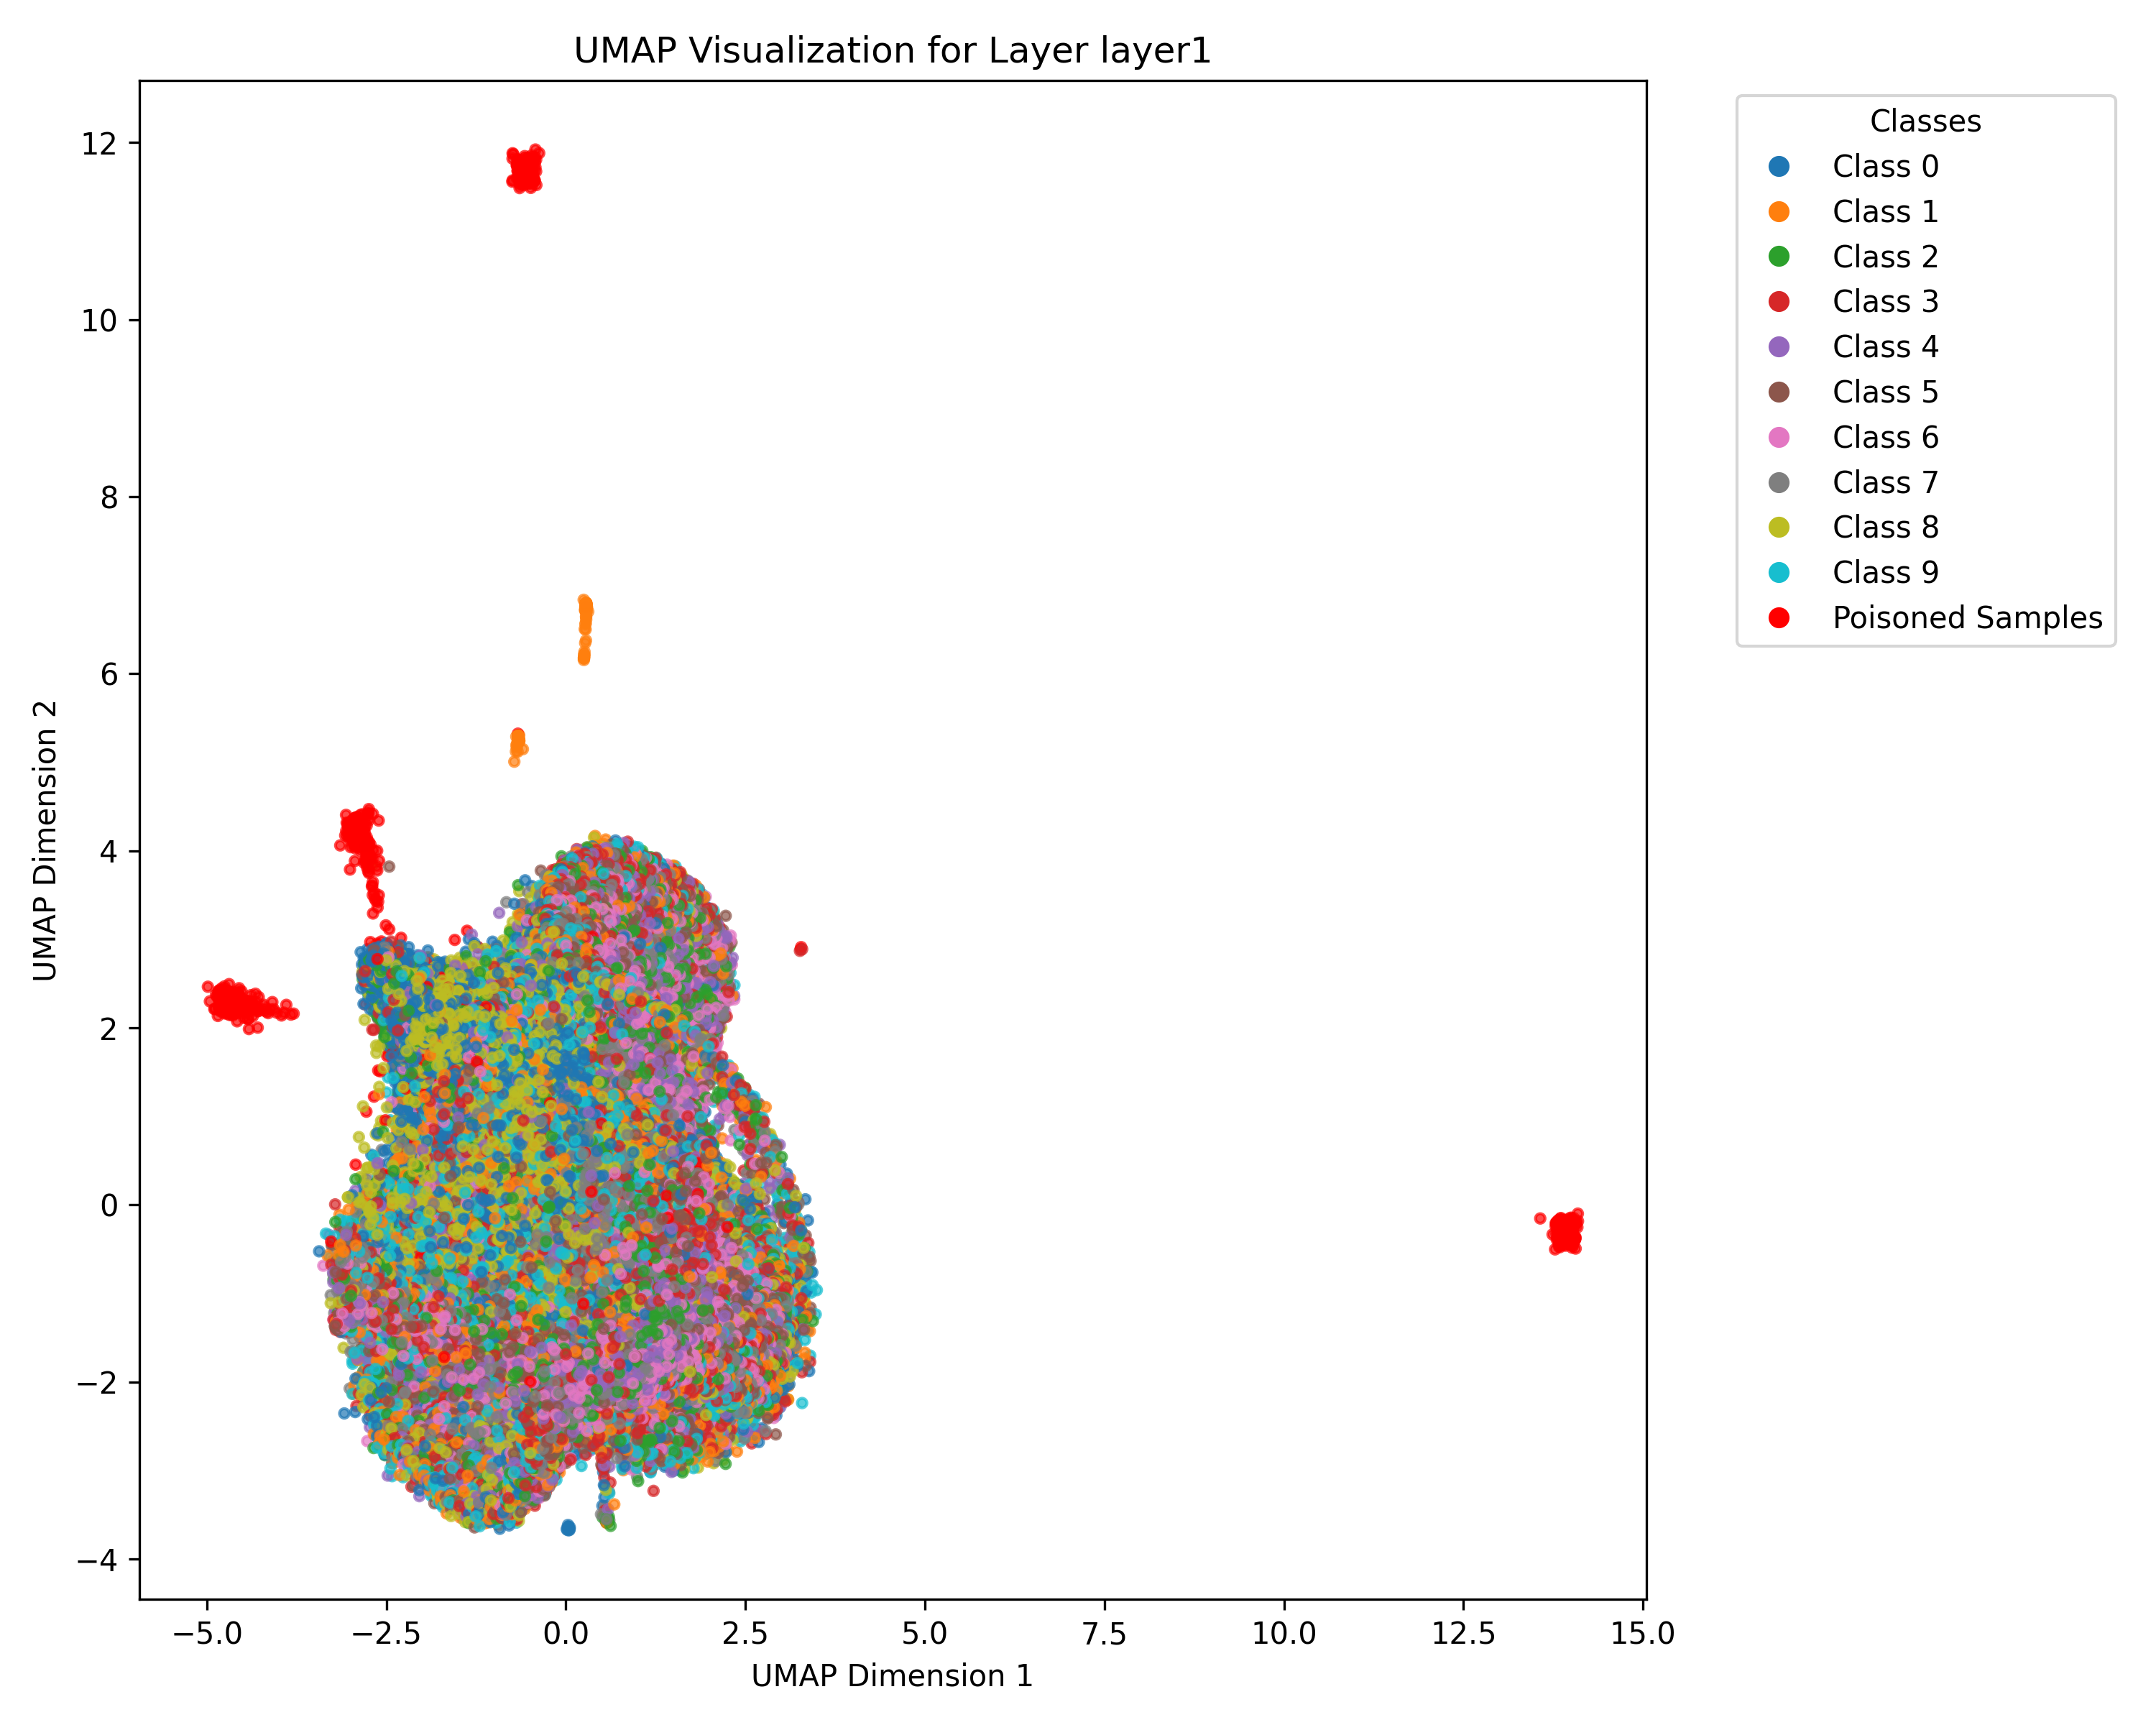 UMAP Visualization for Layer layer1
Classes
Class 0
Class 1
Class 2
Class 3
Class 4
Class 5
Class 6
Class 7
Class 8
Class 9
Poisoned Samples
UMAP Dimension 2
12
10
8
6
4
2
0
−2
−4
−5.0 −2.5 0.0 2.5 5.0 7.5 10.0 12.5 15.0
UMAP Dimension 1